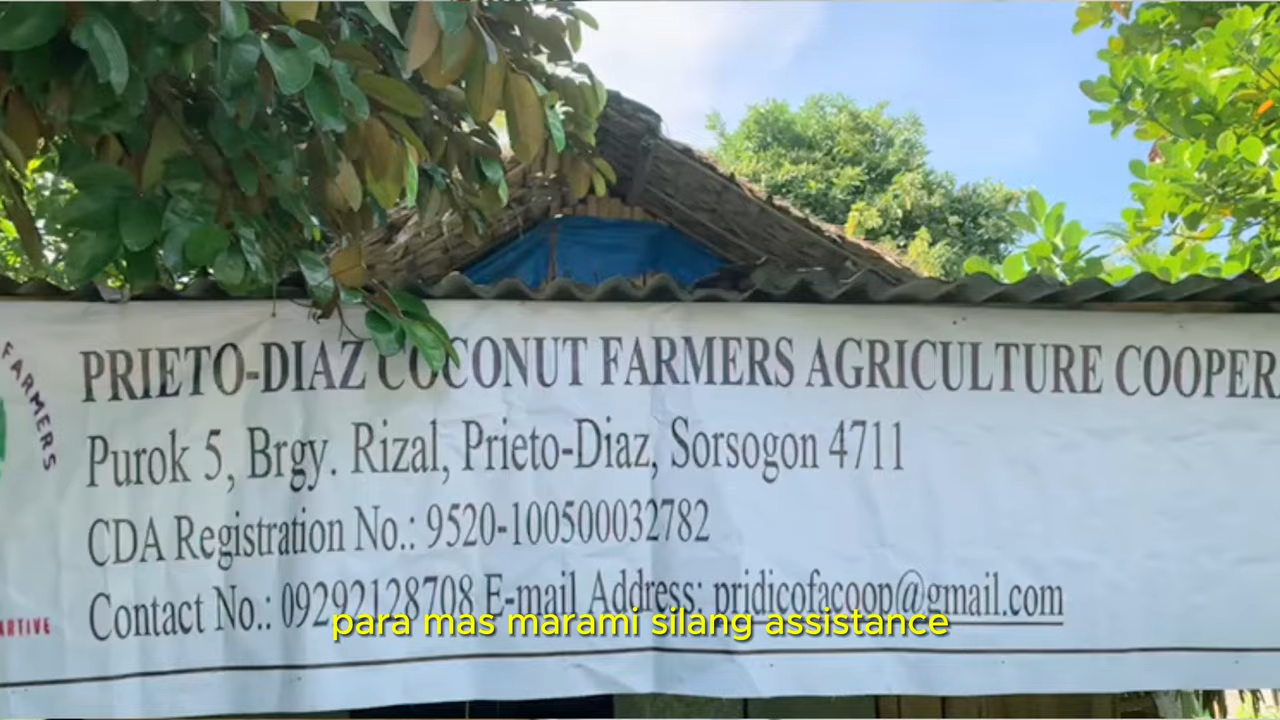 FARMERS
PRIETO-DIAZ COCONUT FARMERS AGRICULTURE COOPER
Purok 5, Brgy. Rizal, Prieto-Diaz, Sorsogon 4711
CDA Registration No.: 9520-100500032782
Contact No.: 09292128708 E-mail Address: pridicofacoop@gmail.com
para mas marami silang assistance